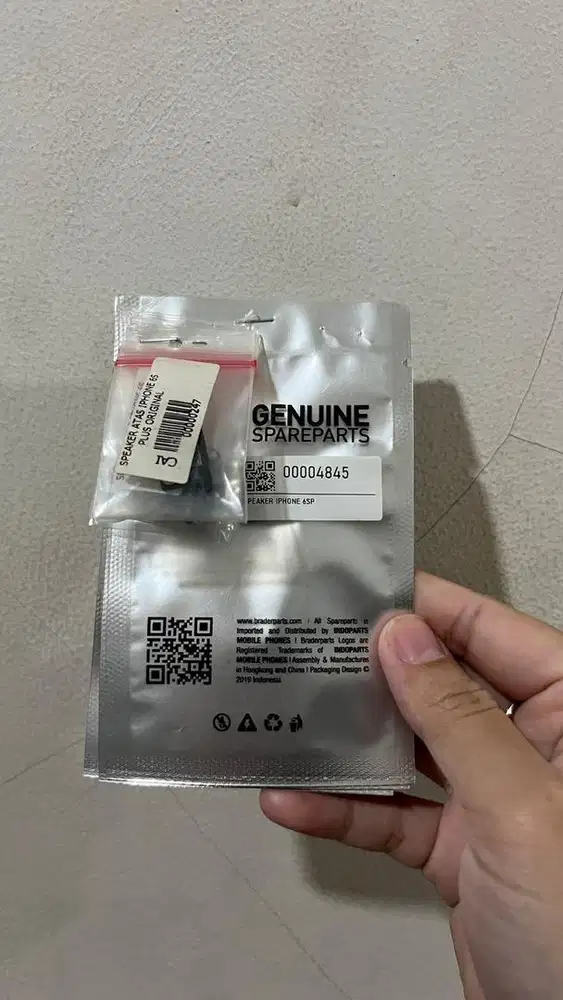 SPEAKER ATAS IPHONE 6S
PLUS ORIGINAL
00000247
GENUINE
SPAREPARTS
00004845
PEAKER IPHONE 6SP
www.braderparts.com | All Spareparts is
Imported and Distributed by INDOPARTS
MOBILE PHONES | Braderparts Logos are
Registered Trademarks of INDOPARTS
MOBILE PHONES | Assembly & Manufactures
in Hongkong and China | Packaging Design ©
2019 Indonesia